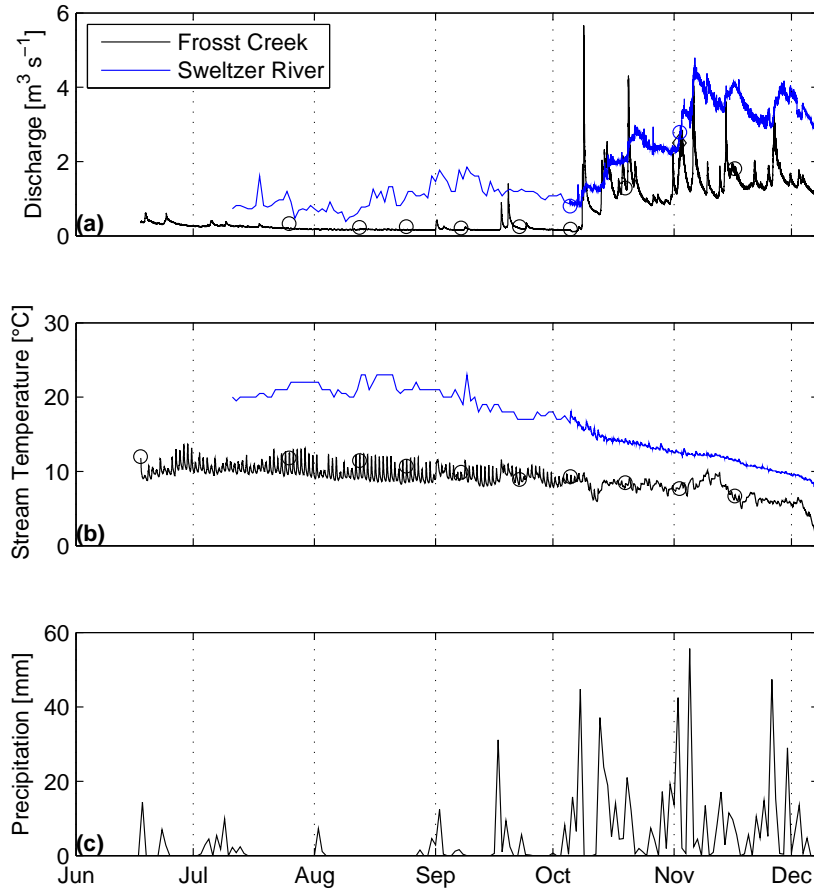 6
4
2
0
Discharge [m³ s⁻¹]
Frosst Creek
Sweltzer River
(a)
30
20
10
0
Stream Temperature [°C]
(b)
60
40
20
0
Precipitation [mm]
(c)
Jun Jul Aug Sep Oct Nov Dec